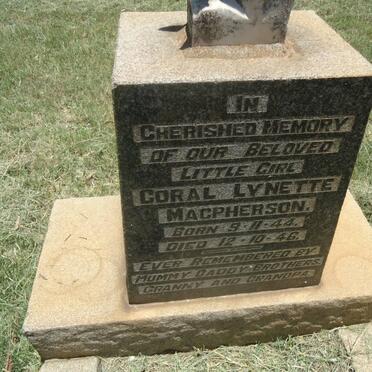 IN
CHERISHED MEMORY
OF OUR BELOVED
LITTLE GIRL
CORAL LYNETTE
MACPHERSON.
BORN 9-11-44.
DIED 12-10-46.
EVER REMEMBERED BY
MUMMY DADDY BROTHERS
GRANNY AND GRANDPA